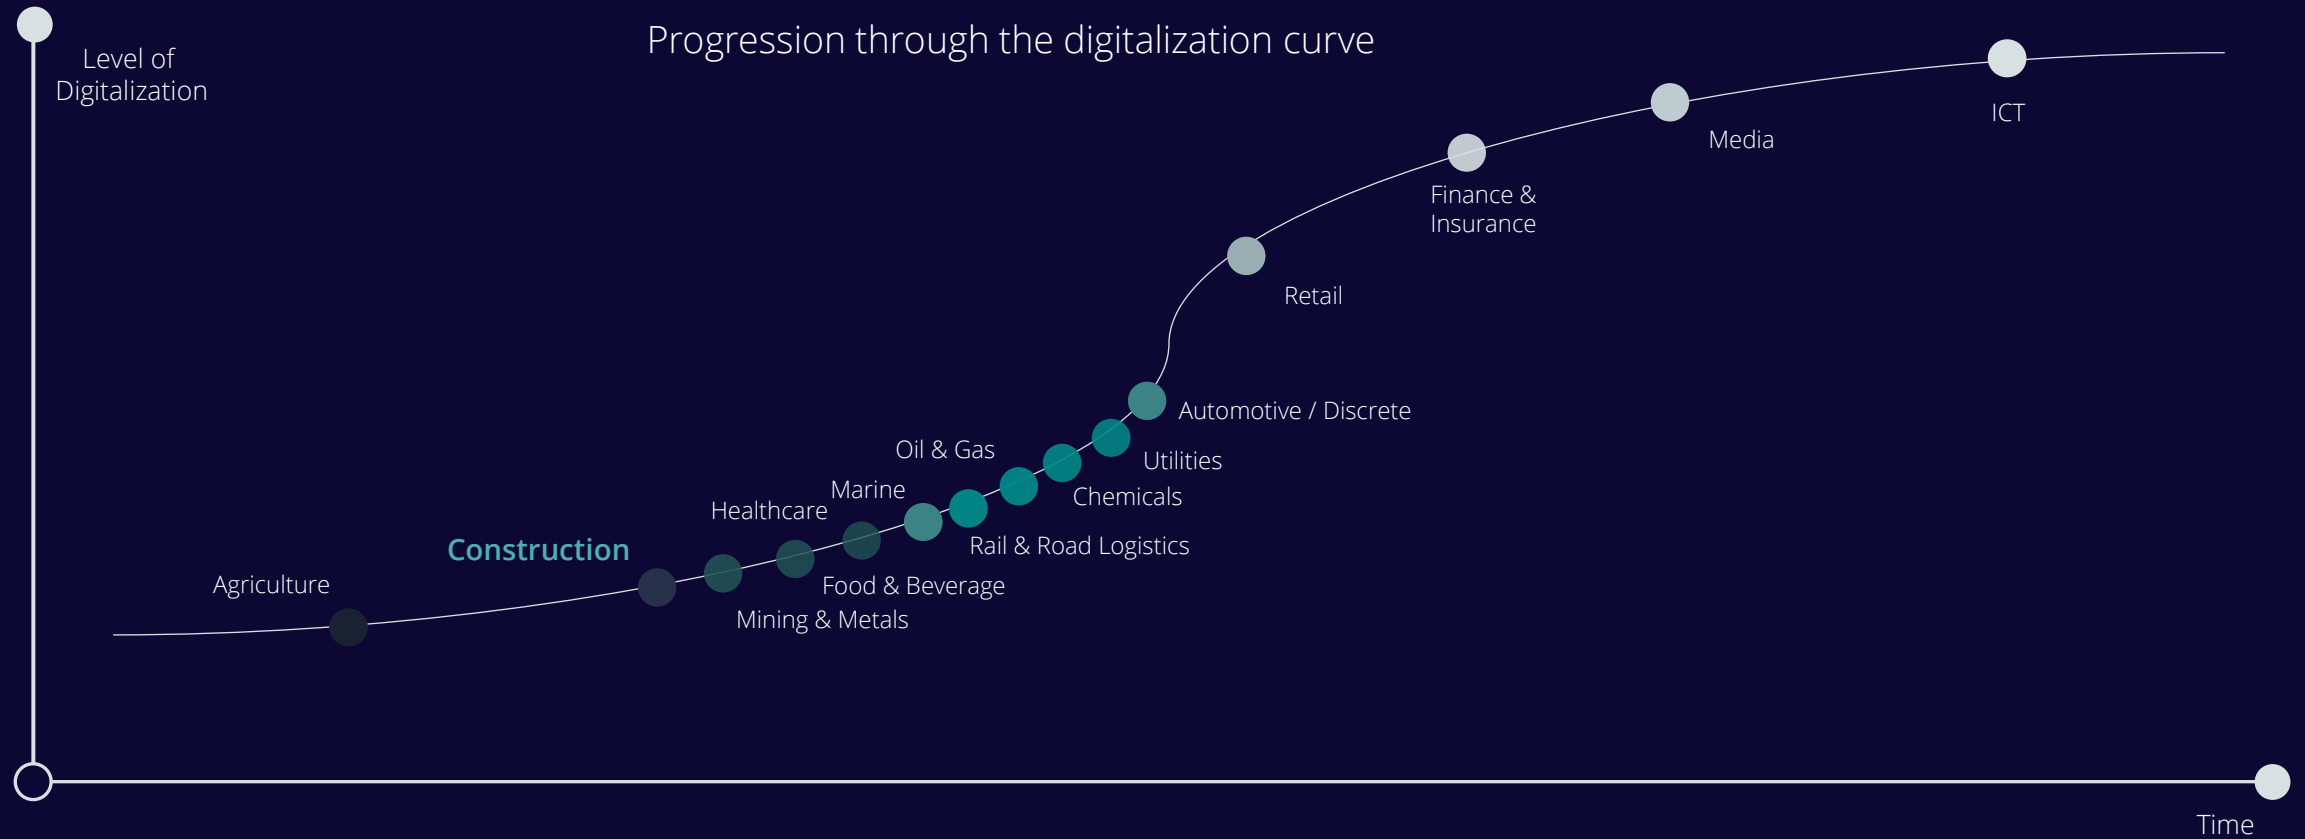 Progression through the digitalization curve
Level of
Digitalization
ICT
Media
Finance &
Insurance
Retail
Automotive / Discrete
Oil & Gas
Utilities
Marine
Chemicals
Healthcare
Rail & Road Logistics
Construction
Food & Beverage
Agriculture
Mining & Metals
Time